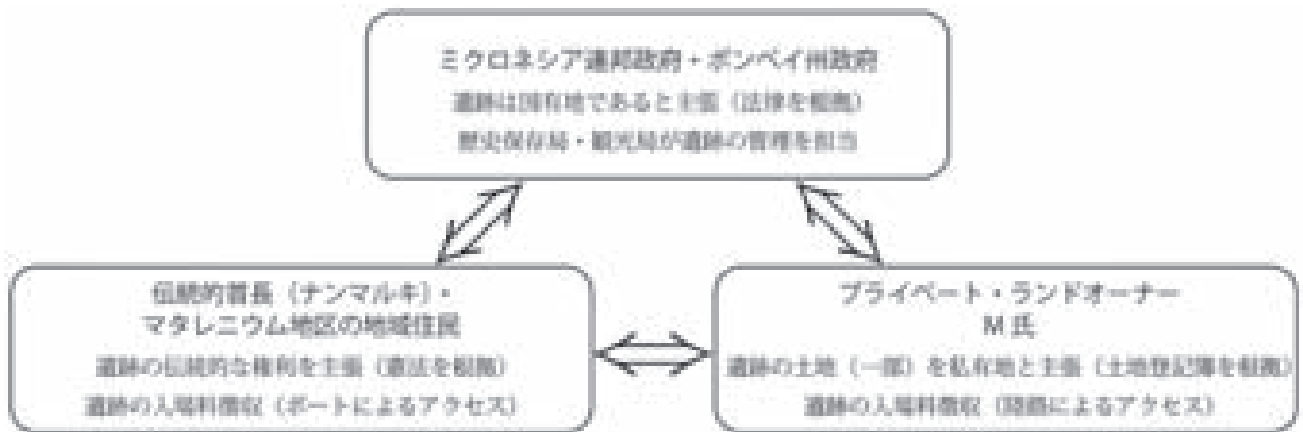 ミクロネシア連邦政府・ポンペイ州政府
遺跡は国有地であると主張（法律を根拠）
歴史保存局・観光局が遺跡の管理を担当
伝統的首長（ナンマルキ）・
マタレニウム地区の地域住民
遺跡の伝統的な権利を主張（憲法を根拠）
遺跡の入場料徴収（ボートによるアクセス）
プライベート・ランドオーナー
M 氏
遺跡の土地（一部）を私有地と主張（土地登記簿を根拠）
遺跡の入場料徴収（陸路によるアクセス）